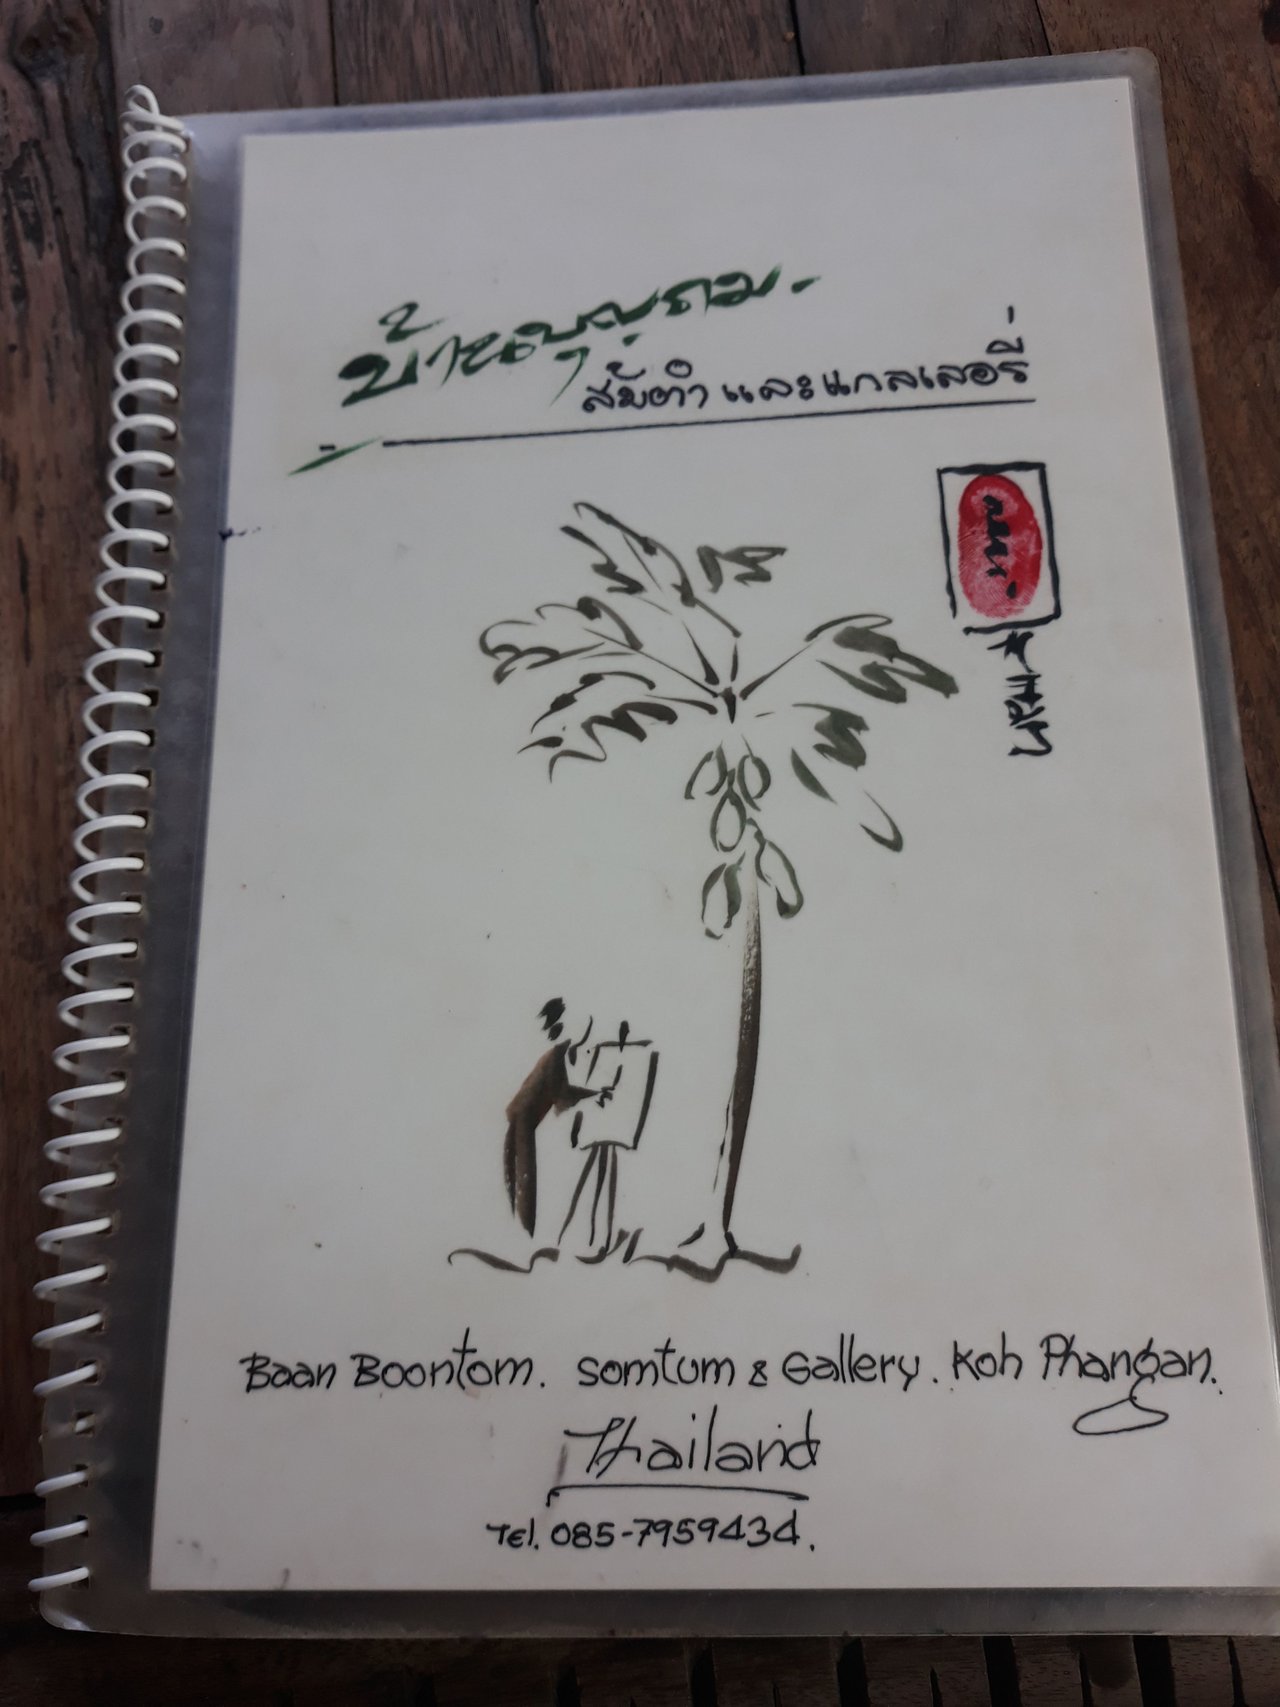 บ้านบุญถม.
ส้มตำ และแกลเลอรี่
Baan Boontom. Somtum & Gallery. Koh Phangan.
Thailand
Tel. 085-7959434.